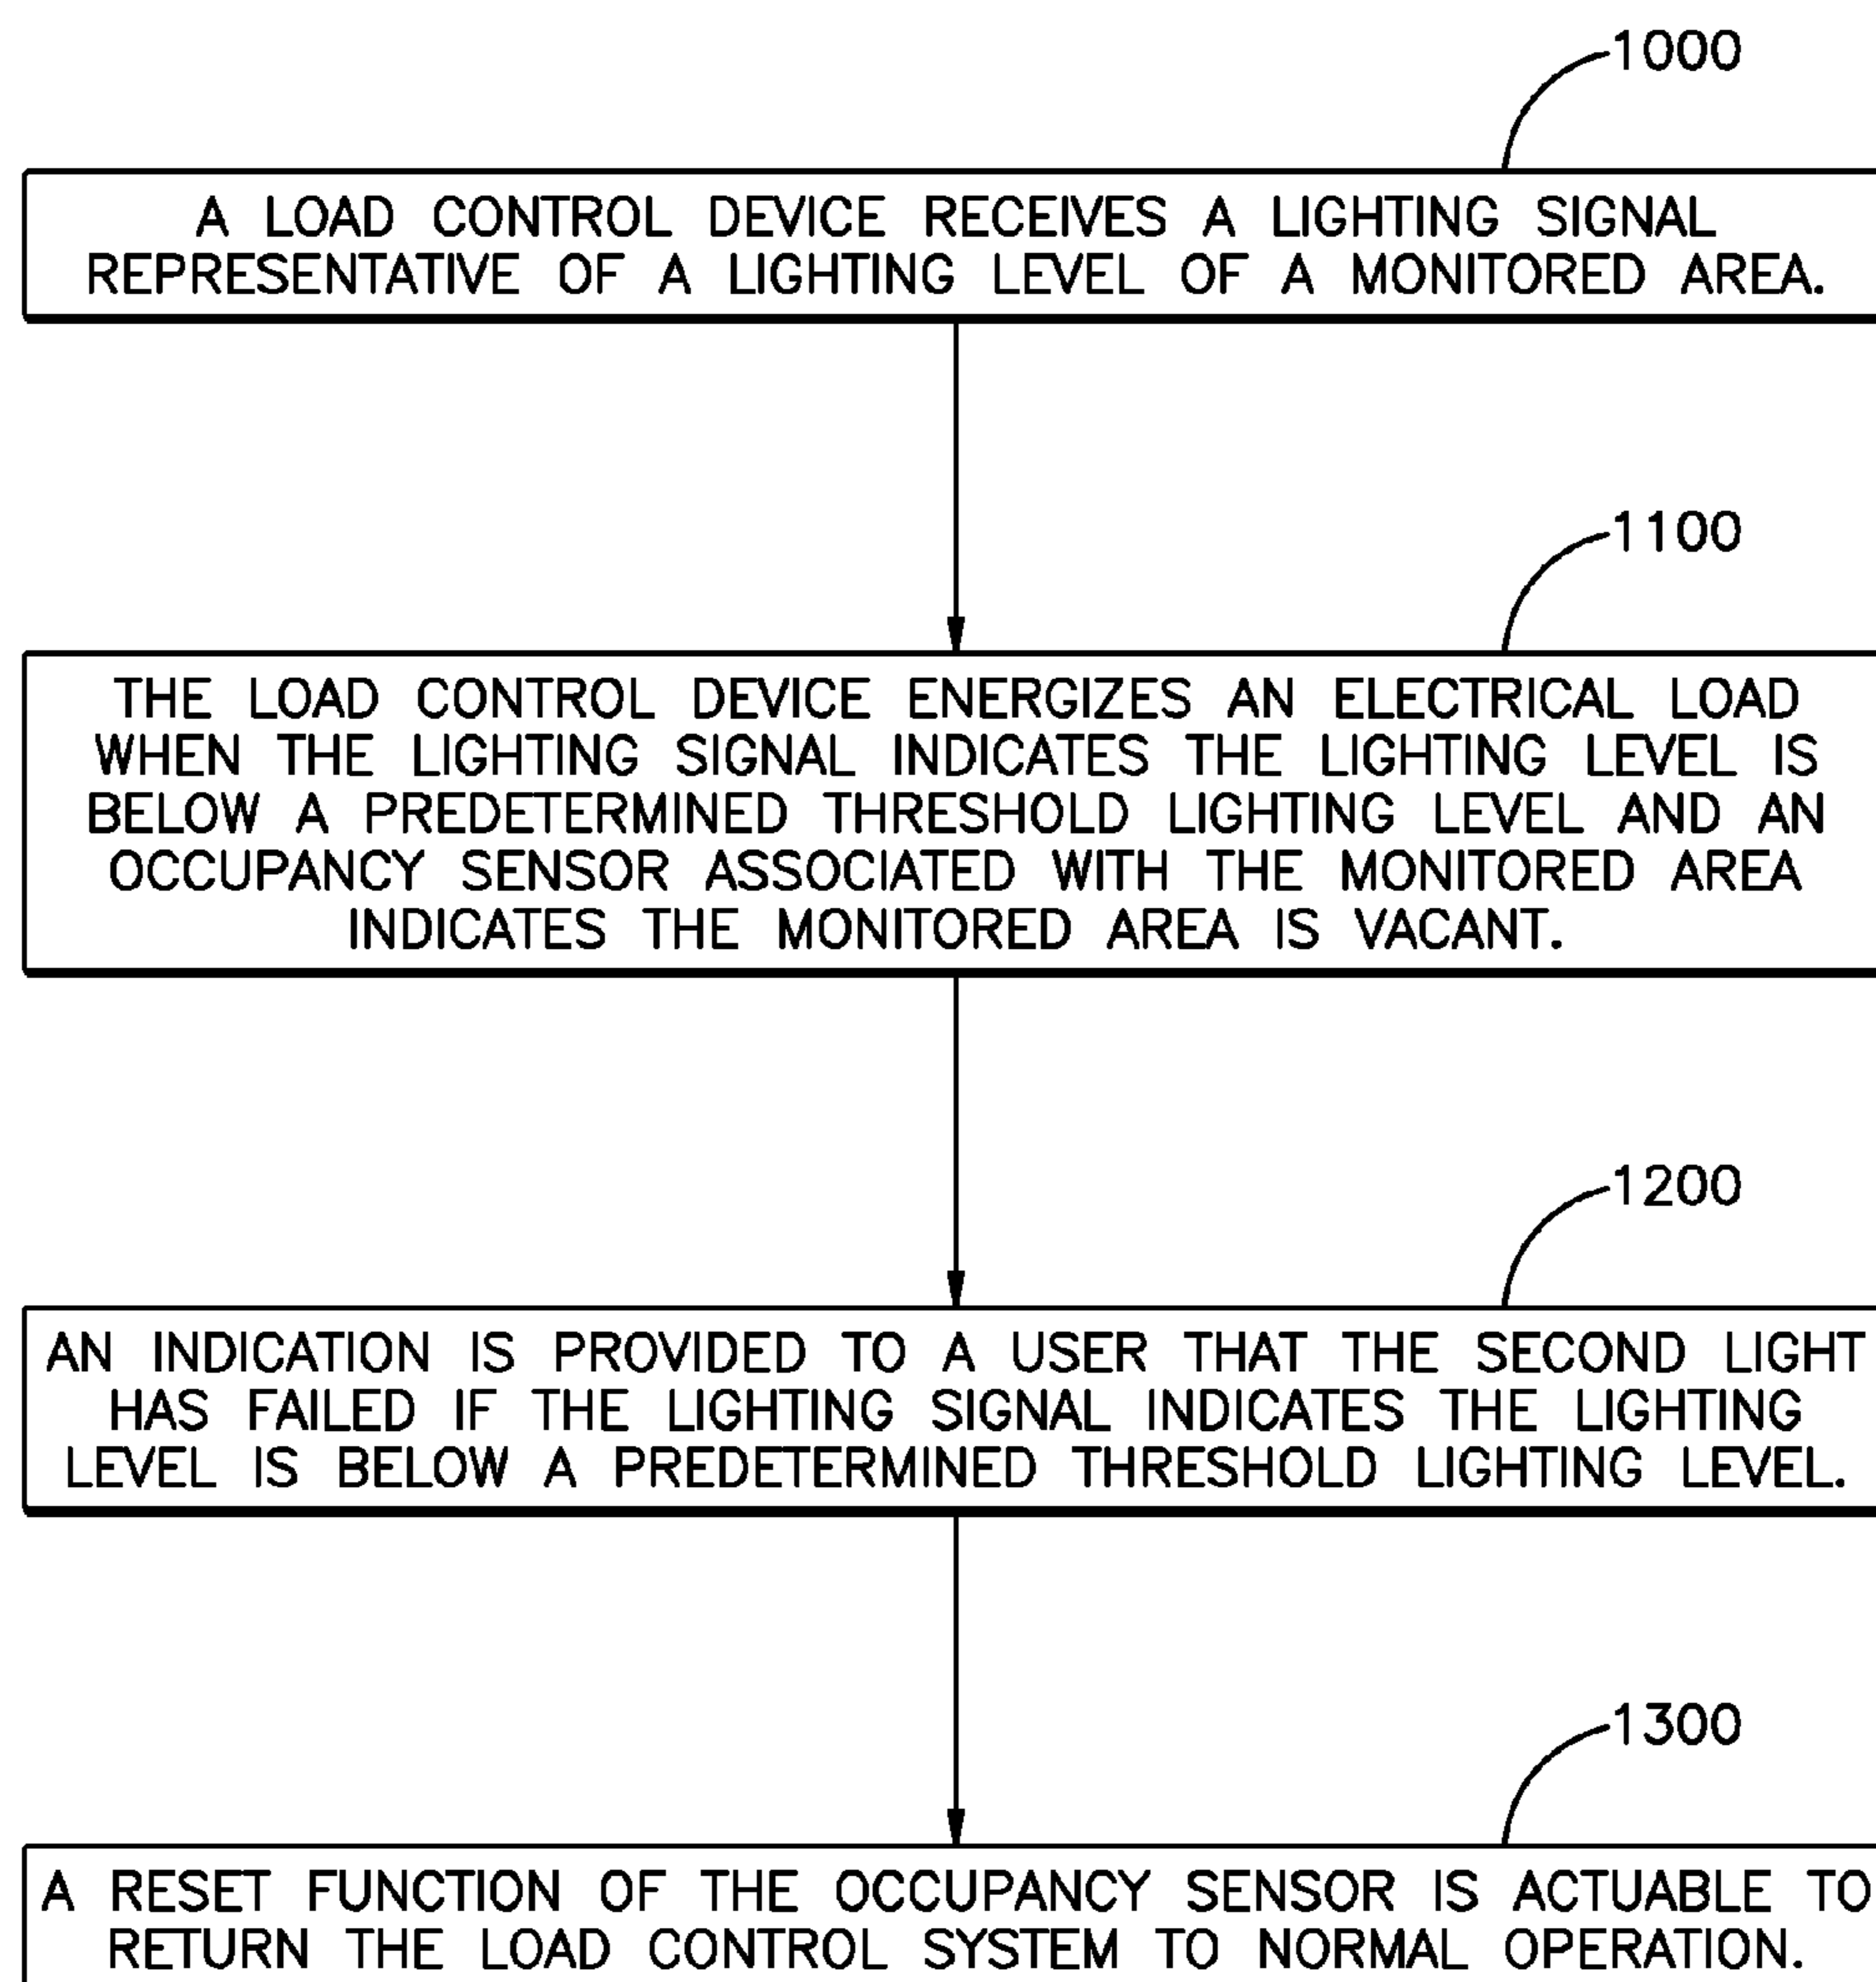 1000
A LOAD CONTROL DEVICE RECEIVES A LIGHTING SIGNAL
REPRESENTATIVE OF A LIGHTING LEVEL OF A MONITORED AREA.
1100
THE LOAD CONTROL DEVICE ENERGIZES AN ELECTRICAL LOAD
WHEN THE LIGHTING SIGNAL INDICATES THE LIGHTING LEVEL IS
BELOW A PREDETERMINED THRESHOLD LIGHTING LEVEL AND AN
OCCUPANCY SENSOR ASSOCIATED WITH THE MONITORED AREA
INDICATES THE MONITORED AREA IS VACANT.
1200
AN INDICATION IS PROVIDED TO A USER THAT THE SECOND LIGHT
HAS FAILED IF THE LIGHTING SIGNAL INDICATES THE LIGHTING
LEVEL IS BELOW A PREDETERMINED THRESHOLD LIGHTING LEVEL.
1300
A RESET FUNCTION OF THE OCCUPANCY SENSOR IS ACTUABLE TO
RETURN THE LOAD CONTROL SYSTEM TO NORMAL OPERATION.